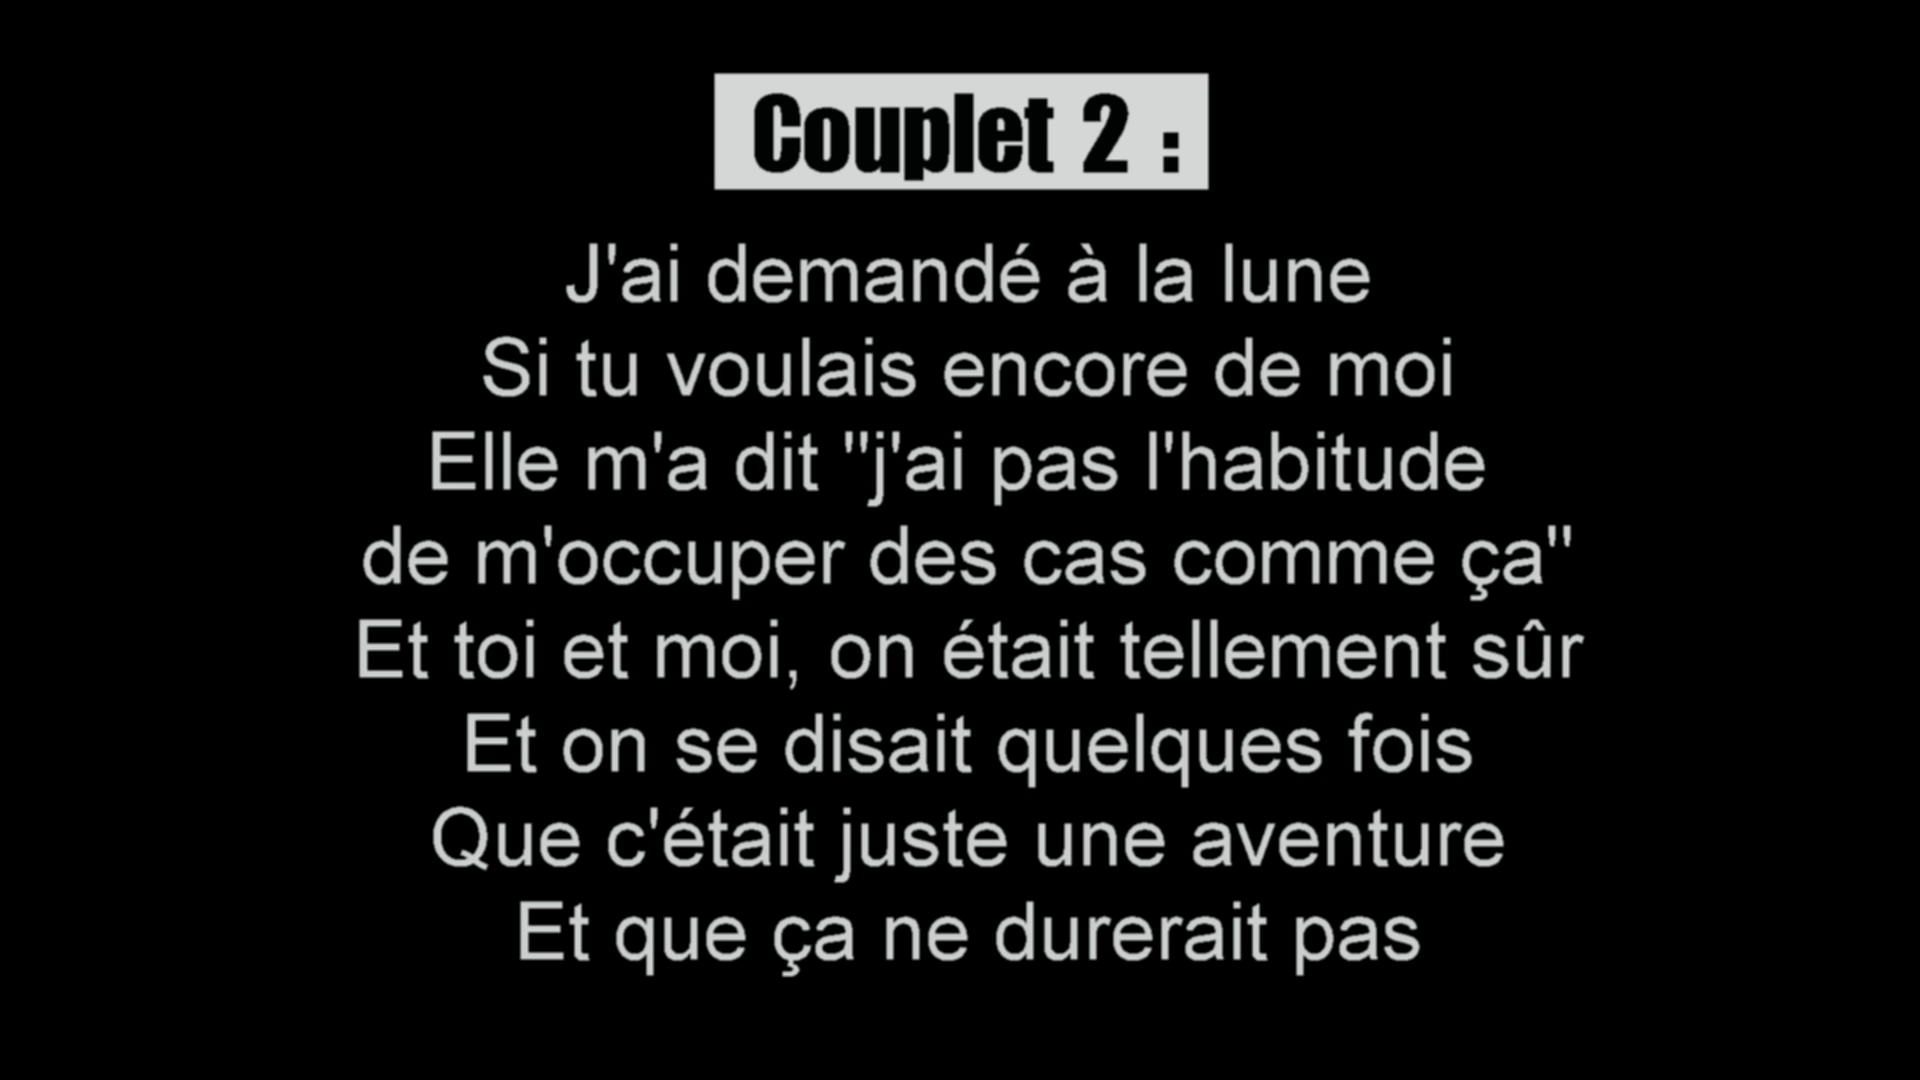 Couplet 2 :
J'ai demandé à la lune
Si tu voulais encore de moi
Elle m'a dit "j'ai pas l'habitude
de m'occuper des cas comme ça"
Et toi et moi, on était tellement sûr
Et on se disait quelques fois
Que c'était juste une aventure
Et que ça ne durerait pas